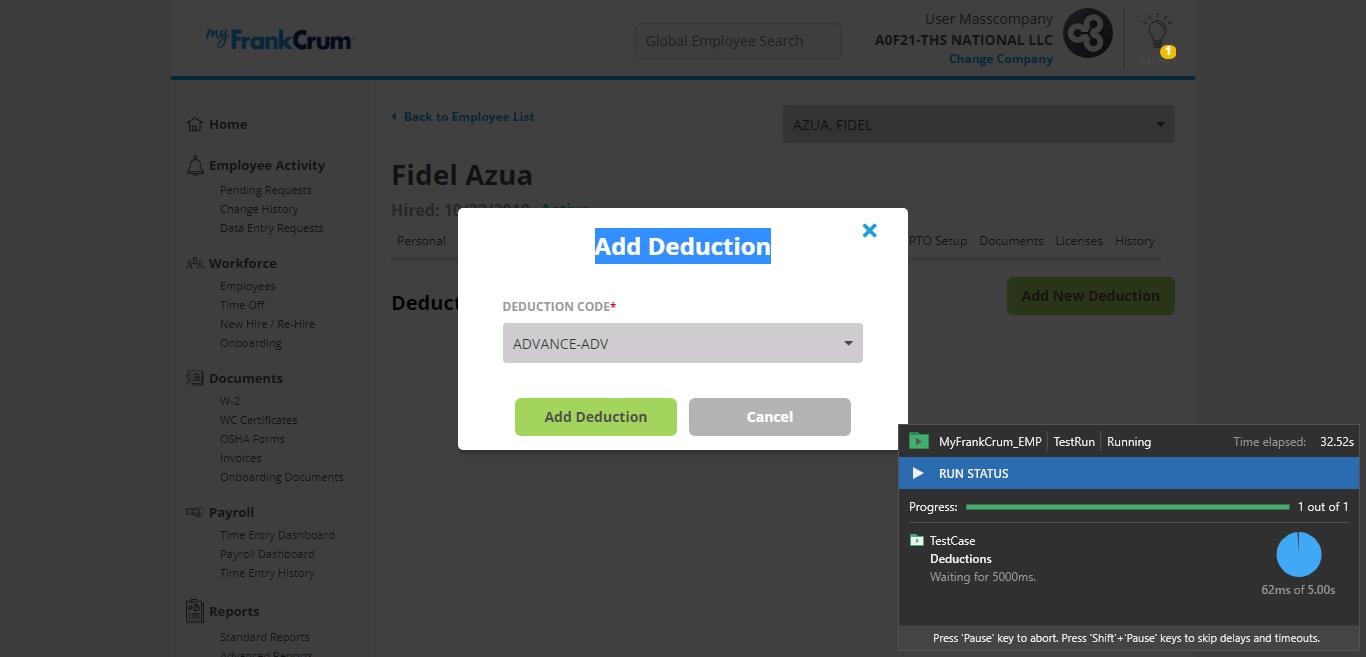 myFrankCrum
Global Employee Search
User Masscompany
A0F21-THS NATIONAL LLC
Change Company
1
Home
Employee Activity
Pending Requests
Change History
Data Entry Requests
Workforce
Employees
Time Off
New Hire / Re-Hire
Onboarding
Documents
W-2
WC Certificates
OSHA Forms
Invoices
Onboarding Documents
Payroll
Time Entry Dashboard
Payroll Dashboard
Time Entry History
Reports
Standard Reports
Advanced Reports
Back to Employee List
AZUA, FIDEL
Fidel Azua
Hired: 10/23/2019 Active
Personal
PTO Setup Documents Licenses History
Deduct
Add New Deduction
Add Deduction
DEDUCTION CODE*
ADVANCE-ADV
Add Deduction
Cancel
MyFrankCrum_EMP TestRun Running Time elapsed: 32.52s
RUN STATUS
Progress: 1 out of 1
TestCase
Deductions
Waiting for 5000ms.
62ms of 5.00s
Press 'Pause' key to abort. Press 'Shift'+'Pause' keys to skip delays and timeouts.